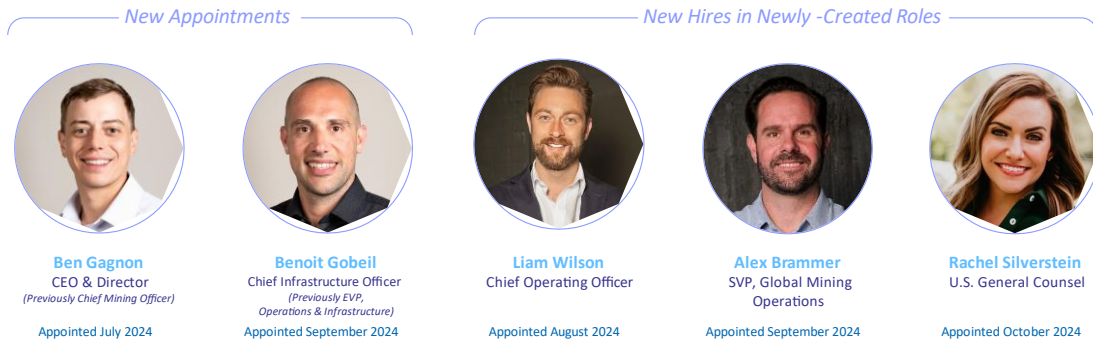 New Appointments
New Hires in Newly -Created Roles
Ben Gagnon
CEO & Director
(Previously Chief Mining Officer)
Appointed July 2024
Benoit Gobeil
Chief Infrastructure Officer
(Previously EVP,
Operations & Infrastructure)
Appointed September 2024
Liam Wilson
Chief Operating Officer
Appointed August 2024
Alex Brammer
SVP, Global Mining
Operations
Appointed September 2024
Rachel Silverstein
U.S. General Counsel
Appointed October 2024